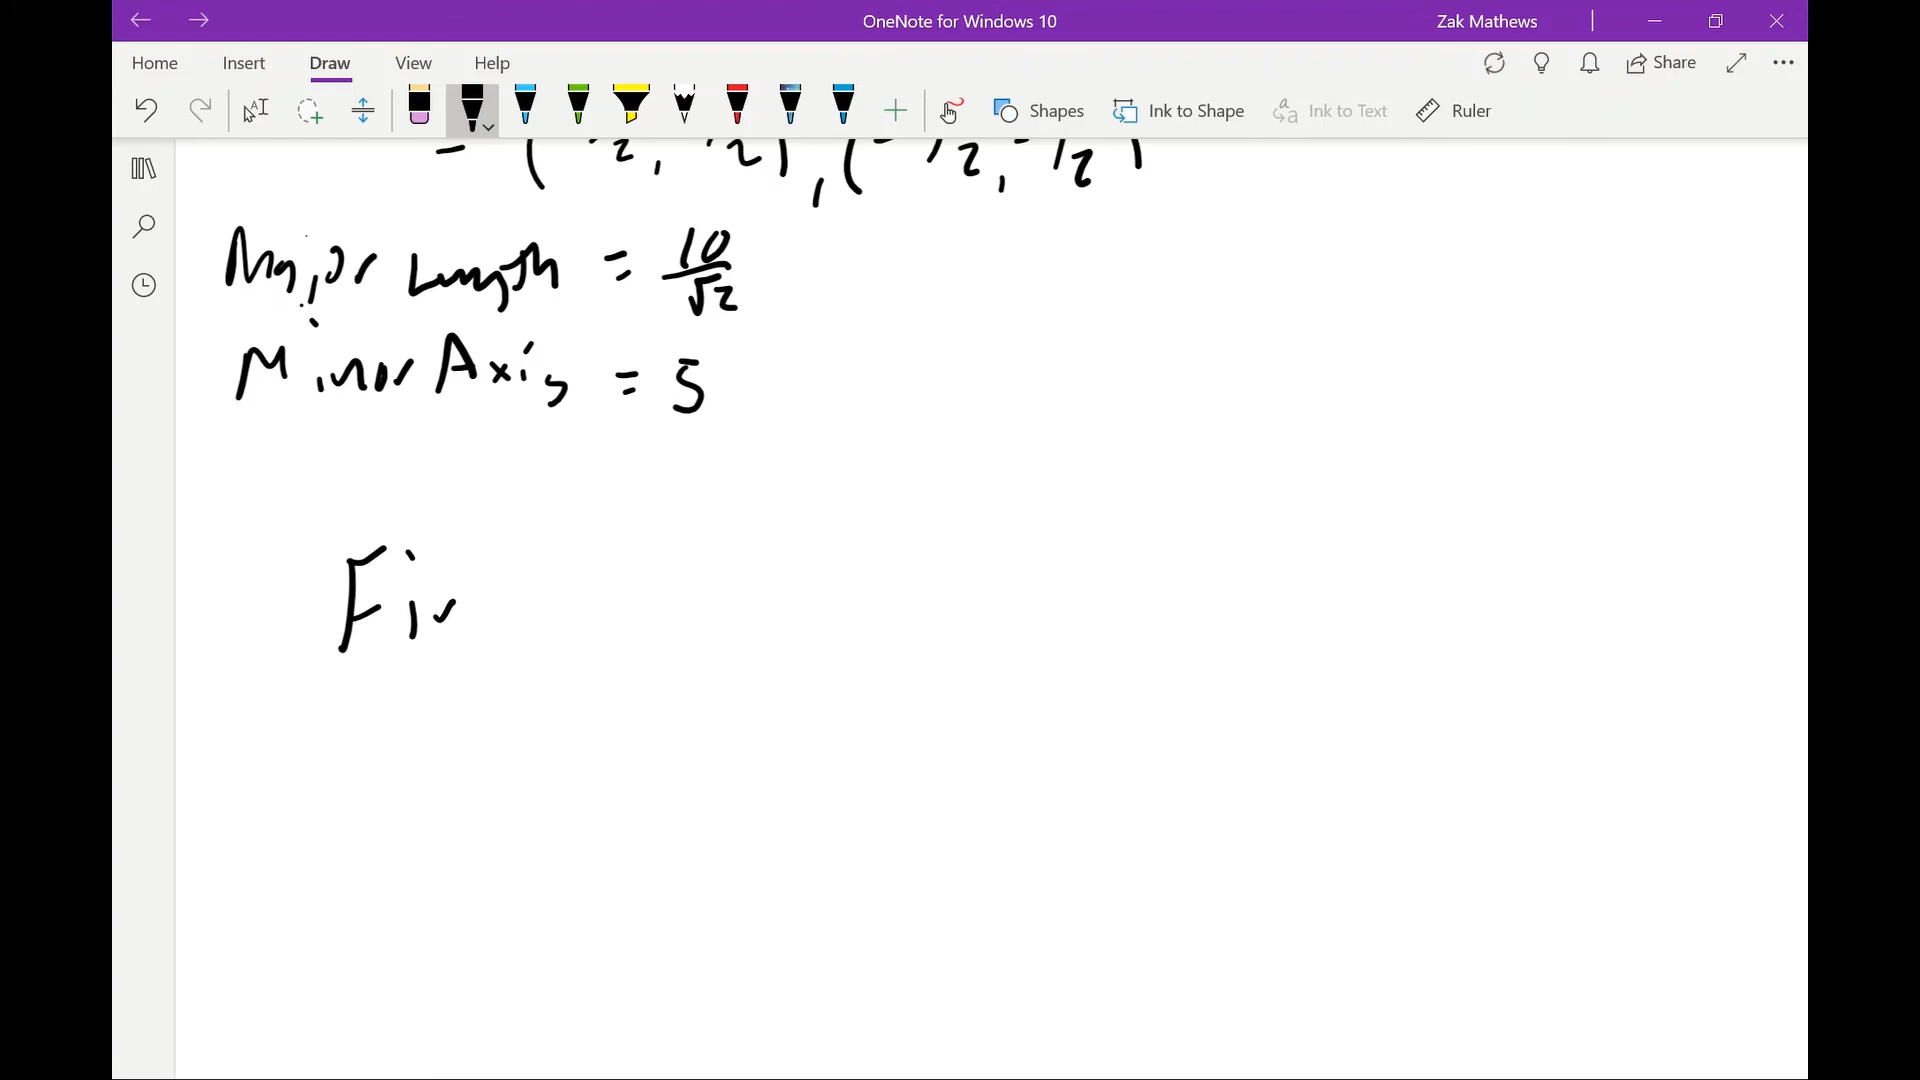 OneNote for Windows 10 Zak Mathews
Home Insert Draw View Help Share
Shapes Ink to Shape Ink to Text Ruler
Major Length = 10/√2
Minor Axis = 5
Fin